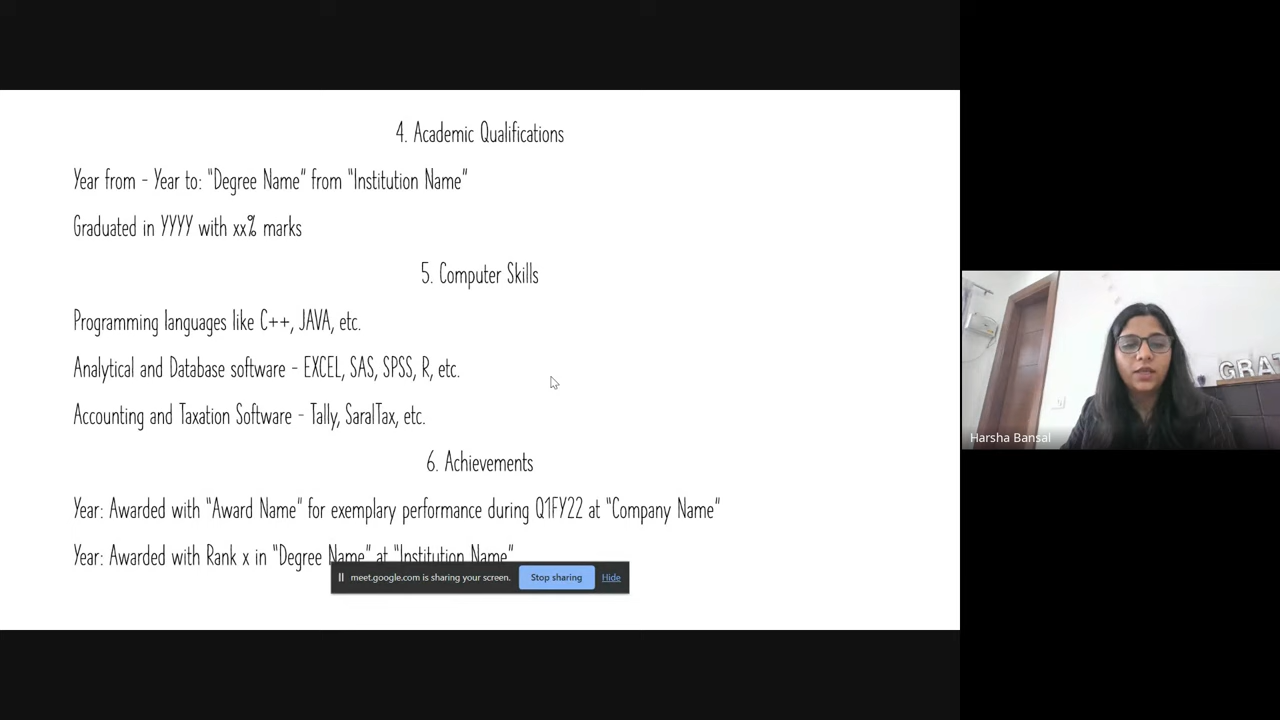 4. Academic Qualifications
Year from - Year to: "Degree Name" from "Institution Name"
Graduated in YYYY with xx% marks
5. Computer Skills
Programming languages like C++, JAVA, etc.
Analytical and Database software - EXCEL, SAS, SPSS, R, etc.
Accounting and Taxation Software - Tally, SaralTax, etc.
6. Achievements
Year: Awarded with "Award Name" for exemplary performance during Q1FY22 at "Company Name"
Year: Awarded with Rank x in "Degree Name" at "Institution Name"
meet.google.com is sharing your screen. Stop sharing Hide
GRAT
Harsha Bansal